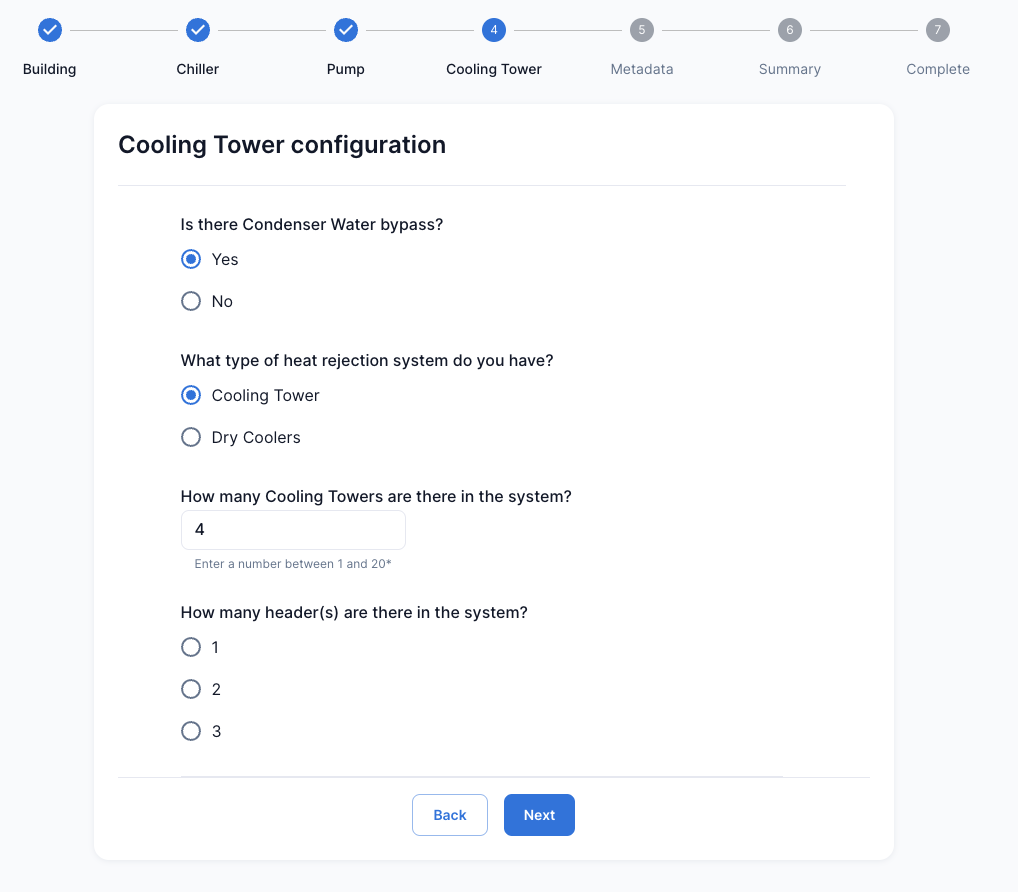 4
5
6
7
Building
Chiller
Pump
Cooling Tower
Metadata
Summary
Complete
Cooling Tower configuration
Is there Condenser Water bypass?
Yes
No
What type of heat rejection system do you have?
Cooling Tower
Dry Coolers
How many Cooling Towers are there in the system?
4
Enter a number between 1 and 20*
How many header(s) are there in the system?
1
2
3
Back
Next